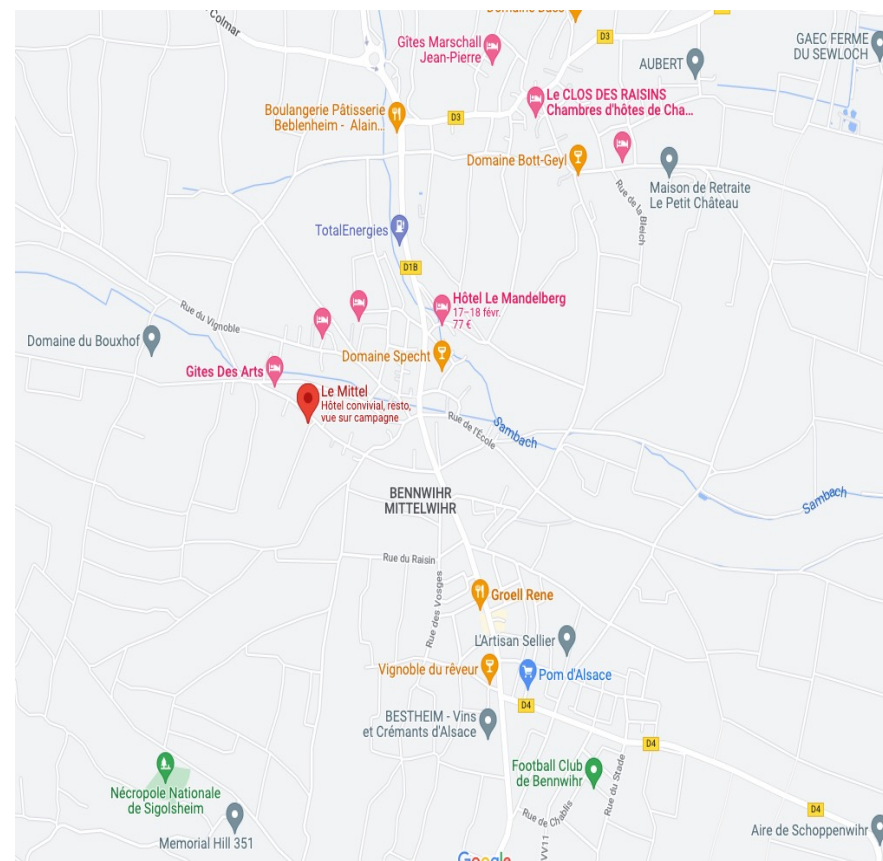 Colmar
D3
Gîtes Marschall
Jean-Pierre
AUBERT
GAEC FERME
DU SEWLOCH
Le CLOS DES RAISINS
Chambres d'hôtes de Cha...
Boulangerie Pâtisserie
Beblenheim - Alain...
D3
Domaine Bott-Geyl
Maison de Retraite
Le Petit Château
Rue de la Bleich
TotalEnergies
D1B
Hôtel Le Mandelberg
17–18 févr.
77 €
Rue du Vignoble
Domaine du Bouxhof
Domaine Specht
Gites Des Arts
Le Mittel
Hôtel convivial, resto,
vue sur campagne
Rue de l'École
Sambach
Sambach
BENNWIHR
MITTELWIHR
Rue du Raisin
Rue des Vosges
Groell Rene
L'Artisan Sellier
Vignoble du rêveur
Pom d'Alsace
D4
BESTHEIM - Vins
et Crémants d'Alsace
D4
Football Club
de Bennwihr
Rue du Stade
Nécropole Nationale
de Sigolsheim
Rue de Chablis
D4
Memorial Hill 351
VV11
Aire de Schoppenwihr
Google